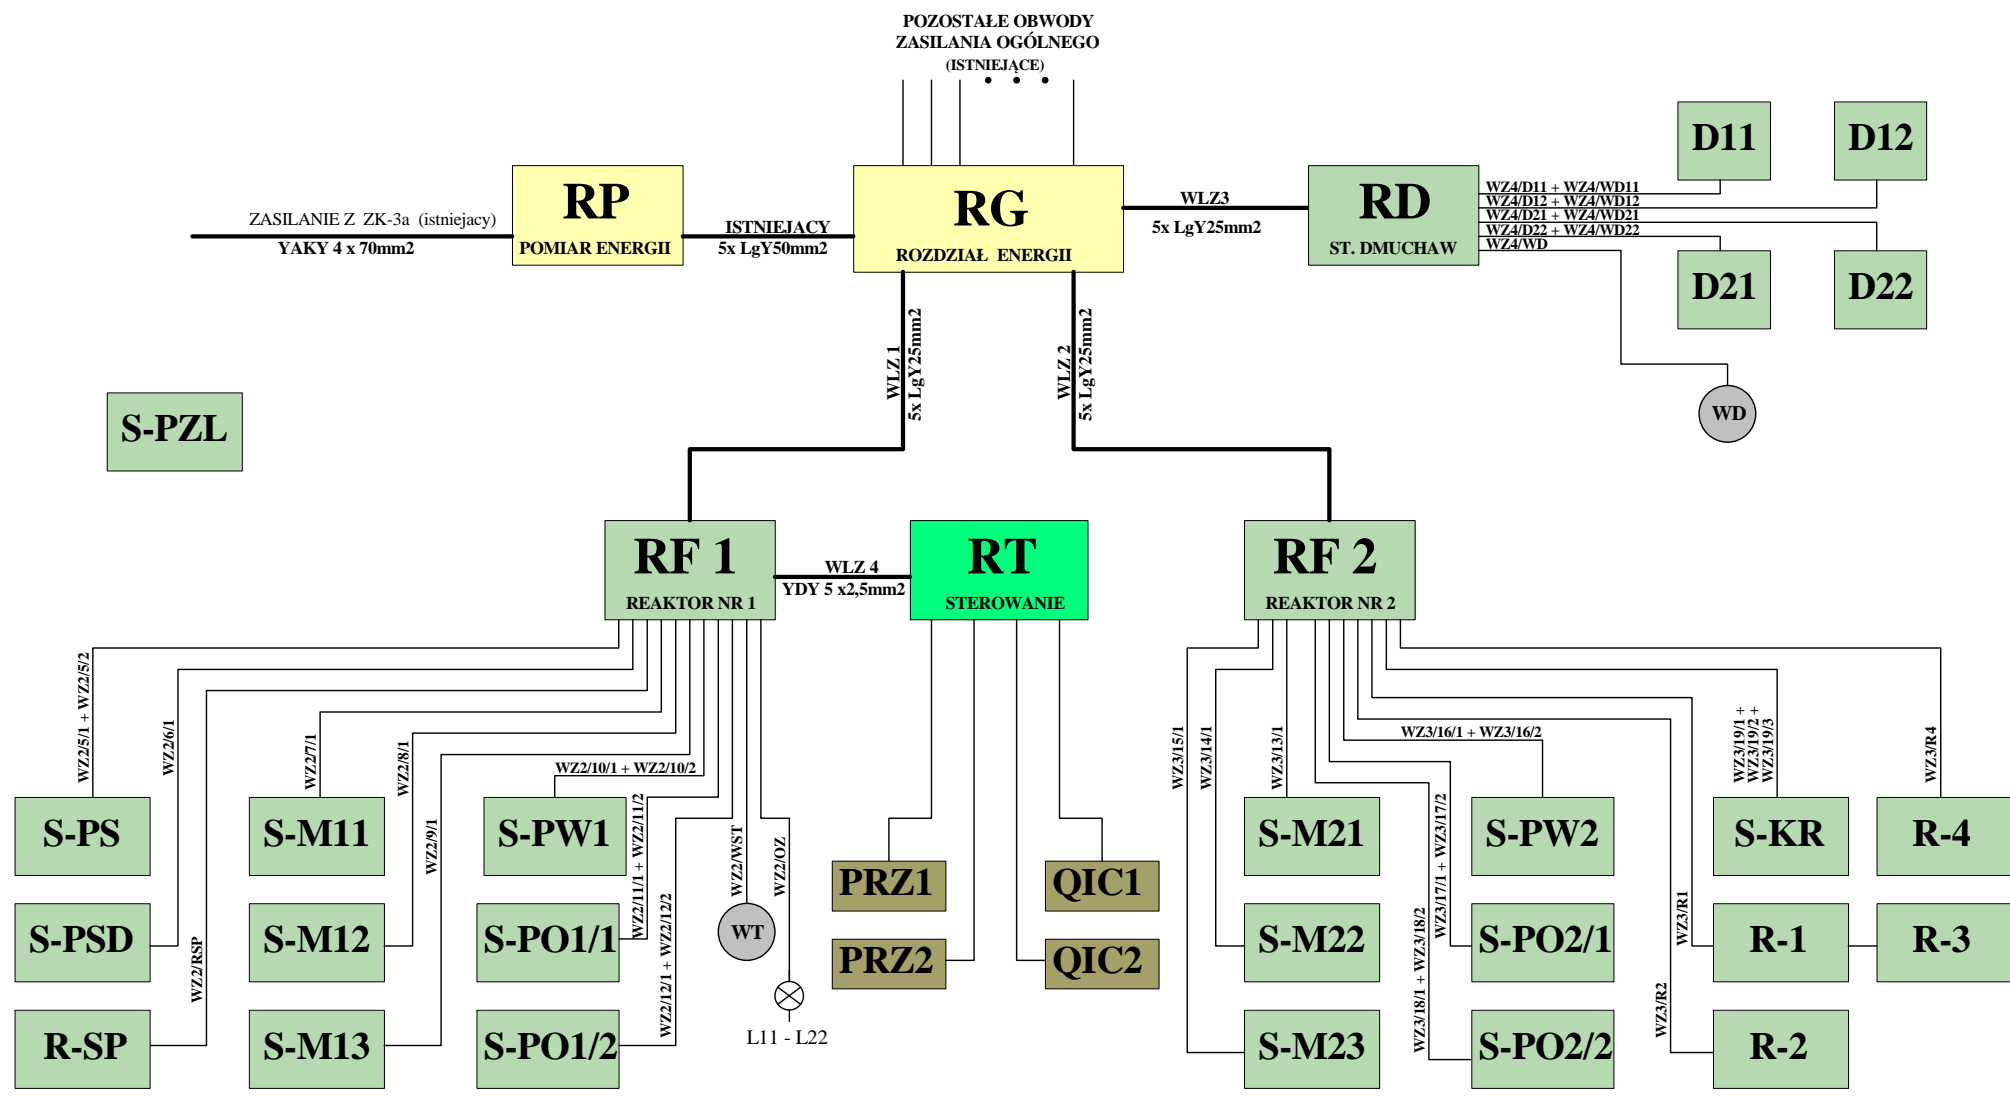 POZOSTAŁE OBWODY
ZASILANIA OGÓLNEGO
(ISTNIEJĄCE)
ZASILANIE Z ZK-3a (istniejacy)
YAKY 4 x 70mm2
RP
POMIAR ENERGII
ISTNIEJACY
5x LgY50mm2
RG
ROZDZIAŁ ENERGII
WLZ3
5x LgY25mm2
RD
ST. DMUCHAW
WZ4/D11 + WZ4/WD11
WZ4/D12 + WZ4/WD12
WZ4/D21 + WZ4/WD21
WZ4/D22 + WZ4/WD22
WZ4/WD
D11
D12
D21
D22
WD
WLZ 1
5x LgY25mm2
WLZ 2
5x LgY25mm2
S-PZL
RF 1
REAKTOR NR 1
WLZ 4
YDY 5 x2,5mm2
RT
STEROWANIE
RF 2
REAKTOR NR 2
WZ2/5/1 + WZ2/5/2
WZ2/6/1
WZ2/RSP
WZ2/7/1
WZ2/8/1
WZ2/9/1
WZ2/10/1 + WZ2/10/2
WZ2/11/1 + WZ2/11/2
WZ2/12/1 + WZ2/12/2
WZ2/WST
WZ2/OZ
WZ3/15/1
WZ3/14/1
WZ3/13/1
WZ3/16/1 + WZ3/16/2
WZ3/17/1 + WZ3/17/2
WZ3/18/1 + WZ3/18/2
WZ3/R1
WZ3/R2
WZ3/19/1 +
WZ3/19/2 +
WZ3/19/3
WZ3/R4
S-PS
S-M11
S-PW1
PRZ1
QIC1
S-M21
S-PW2
S-KR
R-4
S-PSD
S-M12
S-PO1/1
WT
PRZ2
QIC2
S-M22
S-PO2/1
R-1
R-3
R-SP
S-M13
S-PO1/2
L11 - L22
S-M23
S-PO2/2
R-2